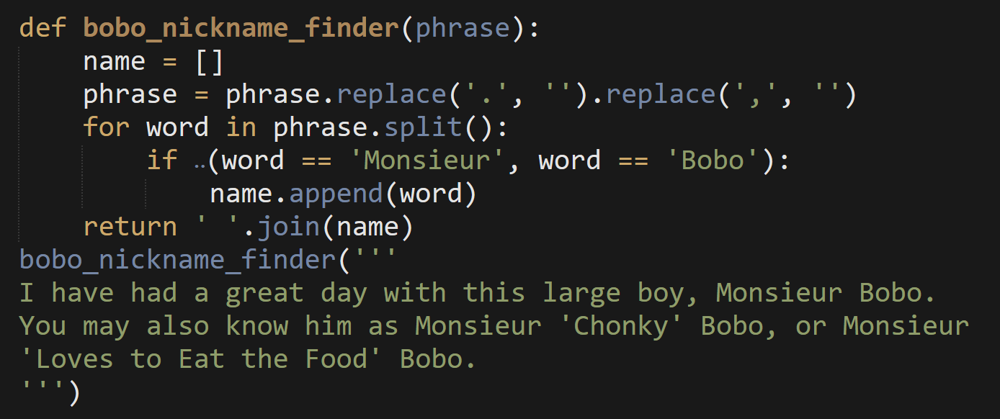 def bobo_nickname_finder(phrase):
    name = []
    phrase = phrase.replace('.', '').replace(',', '')
    for word in phrase.split():
        if ..(word == 'Monsieur', word == 'Bobo'):
            name.append(word)
    return ' '.join(name)
bobo_nickname_finder('''
I have had a great day with this large boy, Monsieur Bobo.
You may also know him as Monsieur 'Chonky' Bobo, or Monsieur
'Loves to Eat the Food' Bobo.
''')